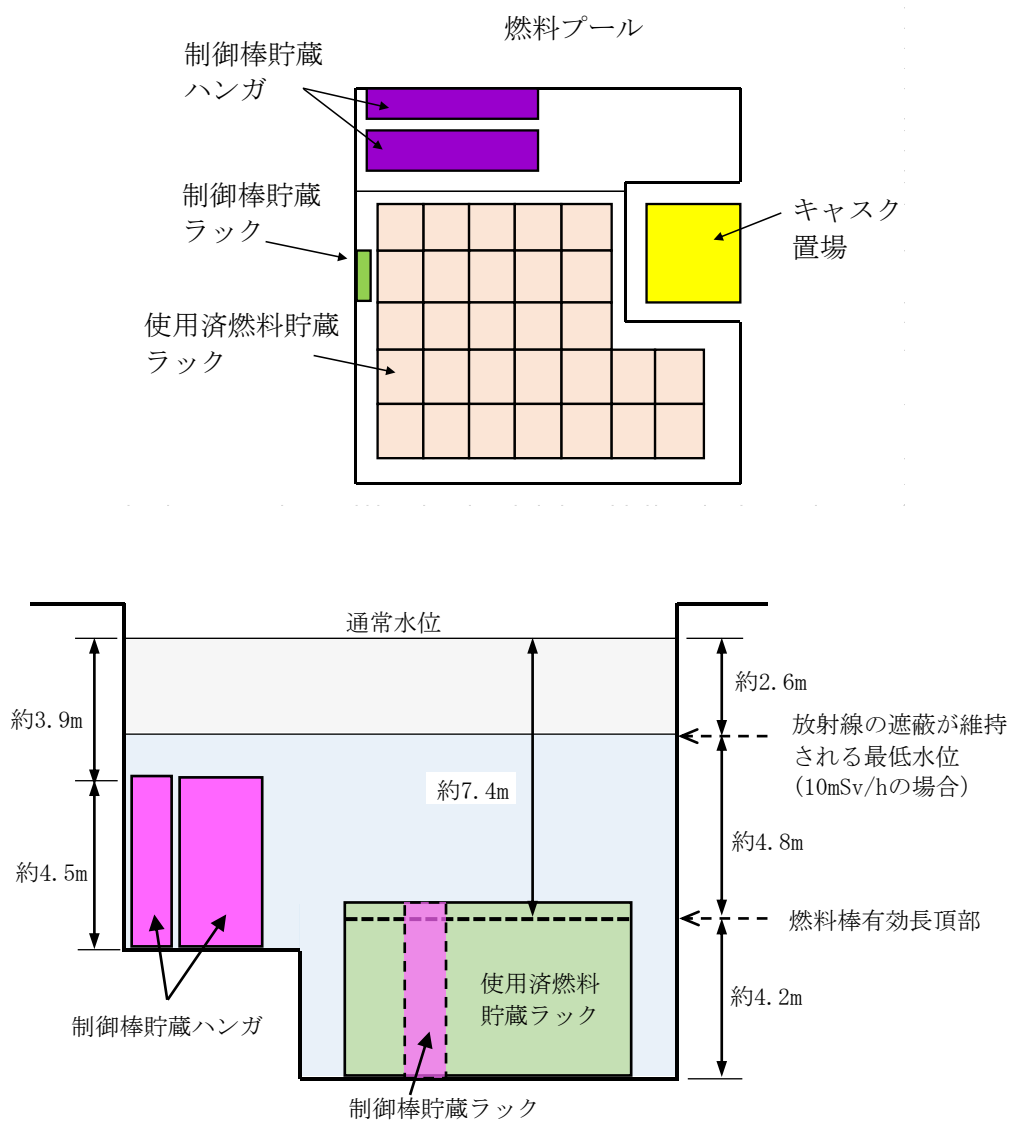 燃料プール
制御棒貯蔵
ハンガ
制御棒貯蔵
ラック
キャスク
置場
使用済燃料貯蔵
ラック
通常水位
約3.9m
約2.6m
放射線の遮蔽が維持
される最低水位
(10mSv/hの場合)
約7.4m
約4.8m
約4.5m
燃料棒有効長頂部
使用済燃料
貯蔵ラック
約4.2m
制御棒貯蔵ハンガ
制御棒貯蔵ラック